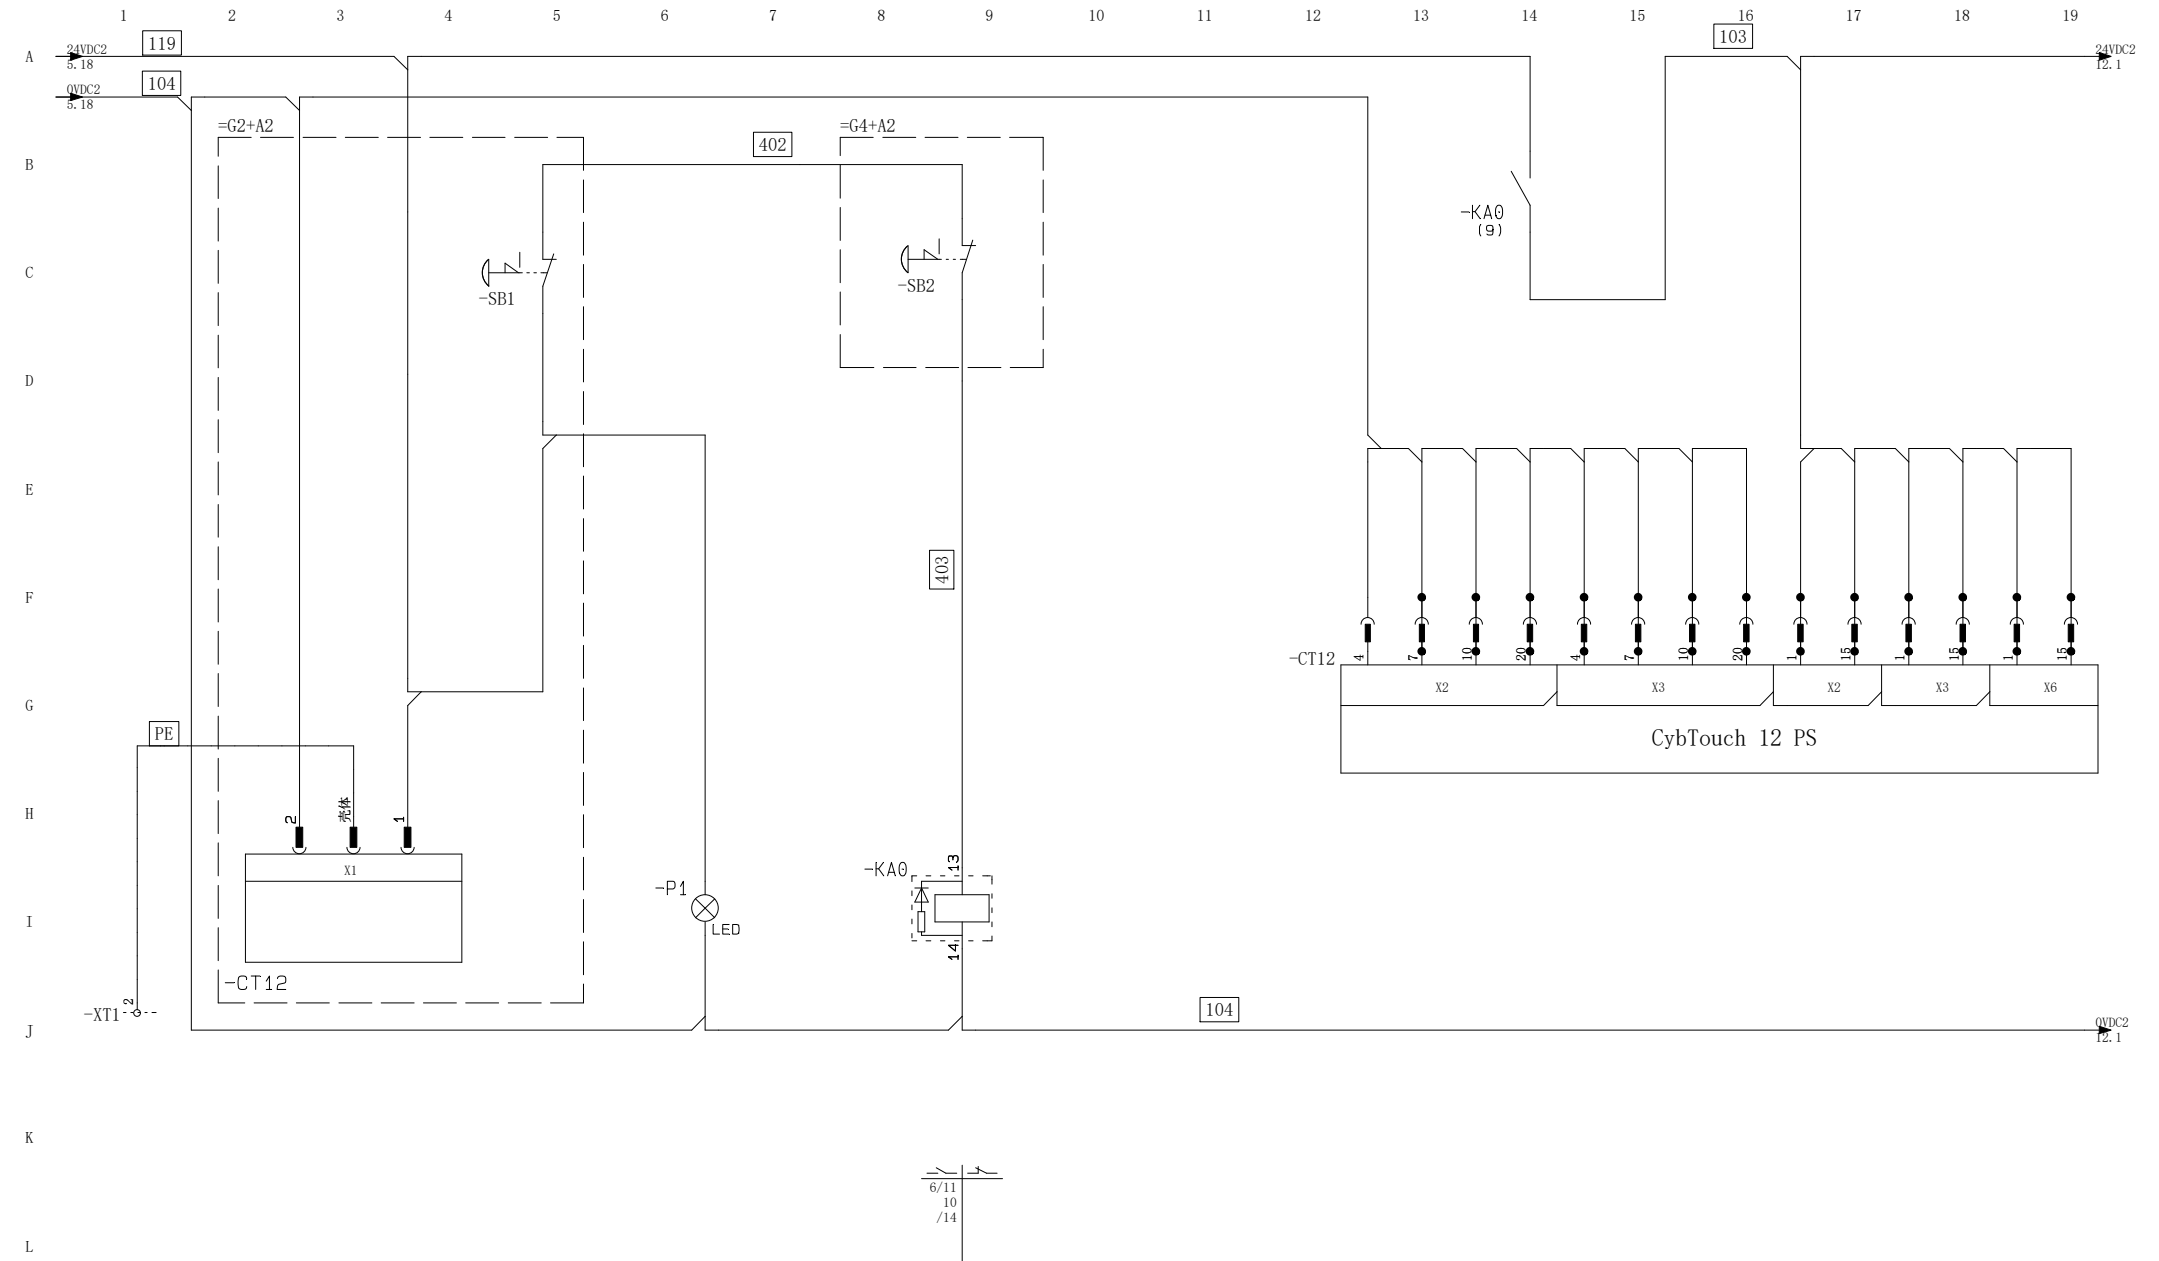 1 2 3 4 5 6 7 8 9 10 11 12 13 14 15 16 17 18 19
A
24VDC2
5.18
119
103
24VDC2
12.1
0VDC2
5.18
104
=G2+A2
=G4+A2
B
402
-KA0
(9)
C
-SB1
-SB2
D
E
403
F
-CT12
4 7 10 20 4 7 10 20 1 15 1 15 1 15
G
X2 X3 X2 X3 X6
CybTouch 12 PS
PE
H
2 壳体 1
X1
13
-KA0
-P1
I
LED
14
-CT12
2
-XT1
104
J
0VDC2
12.1
K
6/11
10
/14
L